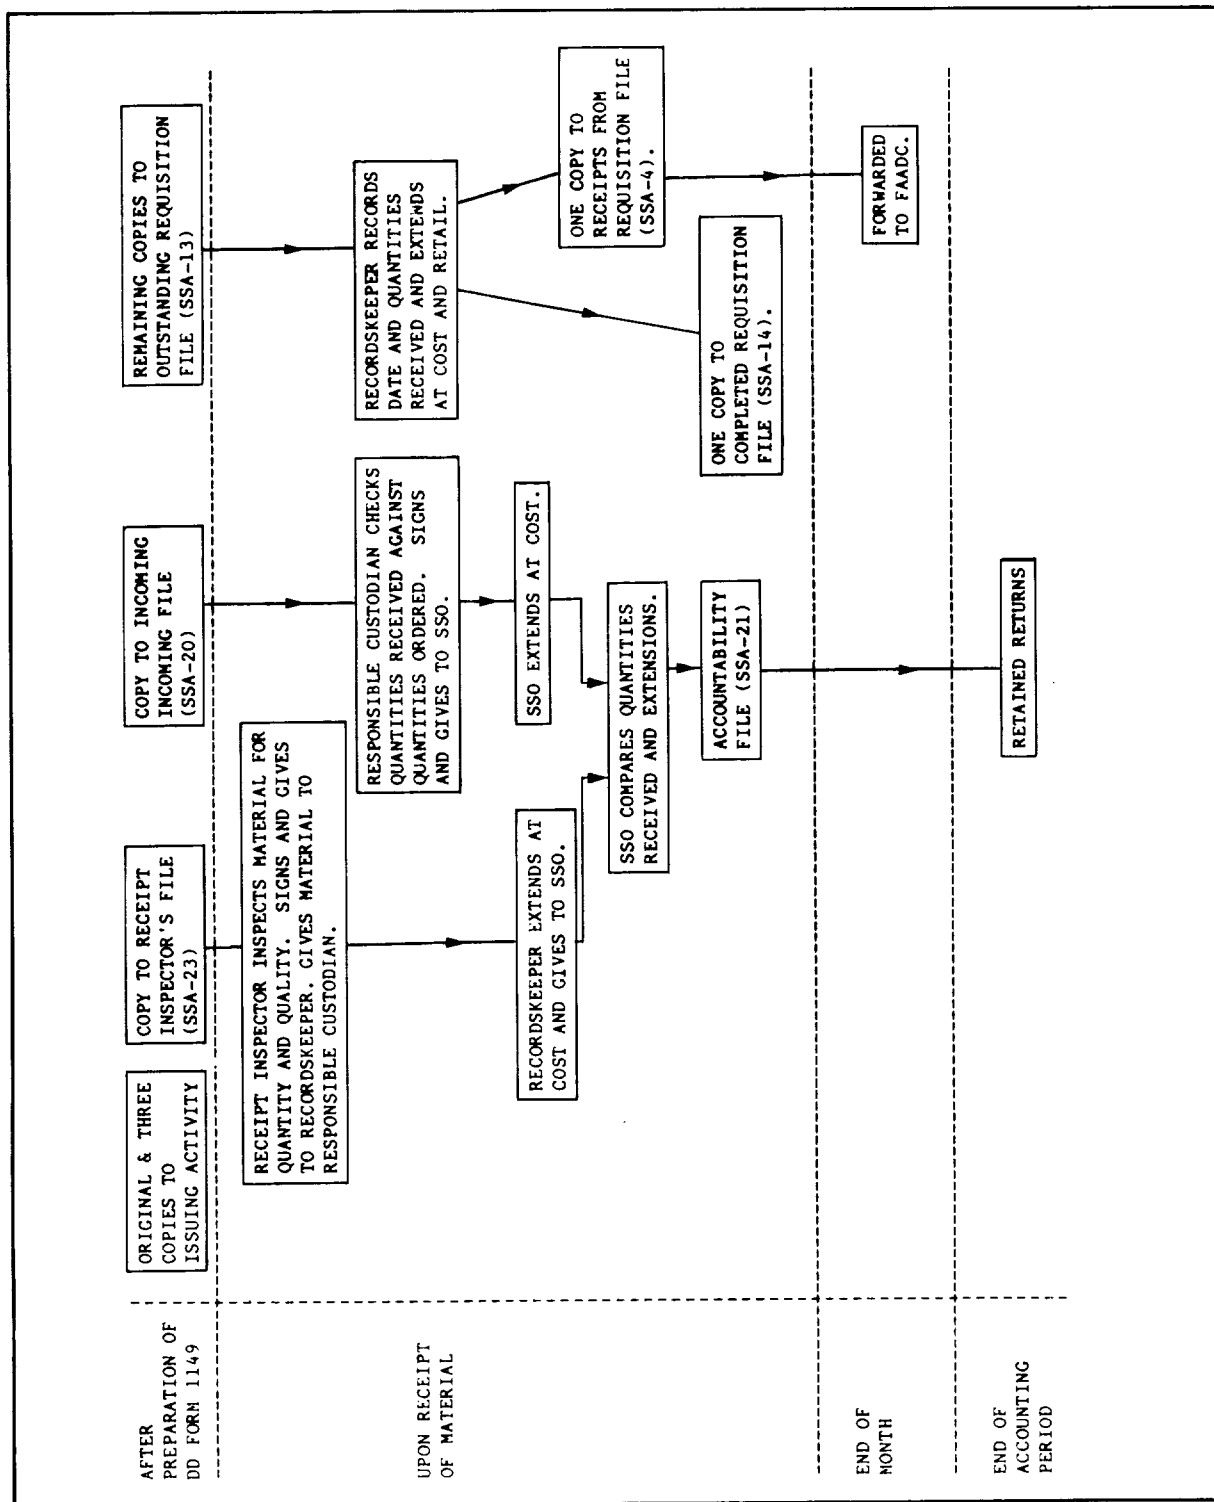 AFTER
PREPARATION OF
DD FORM 1149
ORIGINAL & THREE
COPIES TO
ISSUING ACTIVITY
COPY TO RECEIPT
INSPECTOR'S FILE
(SSA-23)
COPY TO INCOMING
INCOMING FILE
(SSA-20)
REMAINING COPIES TO
OUTSTANDING REQUISITION
FILE (SSA-13)
UPON RECEIPT
OF MATERIAL
RECEIPT INSPECTOR INSPECTS MATERIAL FOR
QUANTITY AND QUALITY. SIGNS AND GIVES
TO RECORDSKEEPER. GIVES MATERIAL TO
RESPONSIBLE CUSTODIAN.
RESPONSIBLE CUSTODIAN CHECKS
QUANTITIES RECEIVED AGAINST
QUANTITIES ORDERED. SIGNS
AND GIVES TO SSO.
RECORDSKEEPER RECORDS
DATE AND QUANTITIES
RECEIVED AND EXTENDS
AT COST AND RETAIL.
RECORDSKEEPER EXTENDS AT
COST AND GIVES TO SSO.
SSO EXTENDS AT COST.
ONE COPY TO
RECEIPTS FROM
REQUISITION FILE
(SSA-4).
SSO COMPARES QUANTITIES
RECEIVED AND EXTENSIONS.
ACCOUNTABILITY
FILE (SSA-21)
ONE COPY TO
COMPLETED REQUISITION
FILE (SSA-14).
END OF
MONTH
FORWARDED
TO FAADC.
END OF
ACCOUNTING
PERIOD
RETAINED RETURNS